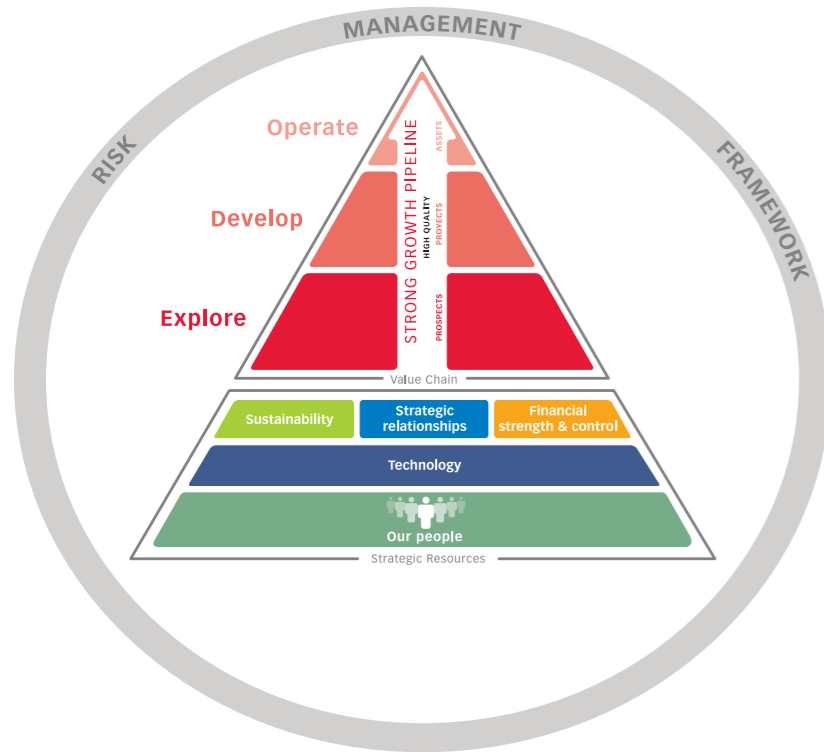 RISK
MANAGEMENT
FRAMEWORK
Operate
Develop
Explore
STRONG GROWTH PIPELINE
HIGH QUALITY
ASSETS
PROYECTS
PROSPECTS
Value Chain
Sustainability
Strategic
relationships
Financial
strength & control
Technology
Our people
Strategic Resources